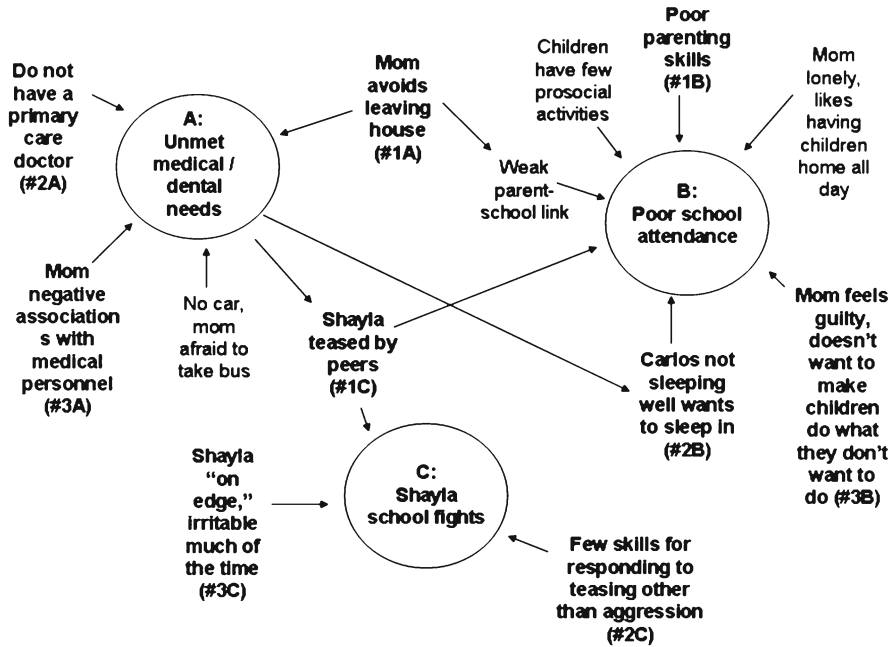 Do not
have a
primary
care
doctor
(#2A)
A:
Unmet
medical /
dental
needs
Mom
avoids
leaving
house
(#1A)
Children
have few
prosocial
activities
Poor
parenting
skills
(#1B)
Mom
lonely,
likes
having
children
home all
day
Weak
parent-
school link
B:
Poor school
attendance
Mom
negative
association
s with
medical
personnel
(#3A)
No car,
mom
afraid to
take bus
Shayla
teased by
peers
(#1C)
Carlos not
sleeping
well wants
to sleep in
(#2B)
Mom feels
guilty,
doesn't
want to
make
children
do what
they don't
want to
do (#3B)
Shayla
“on
edge,”
irritable
much of
the time
(#3C)
C:
Shayla
school fights
Few skills for
responding to
teasing other
than aggression
(#2C)